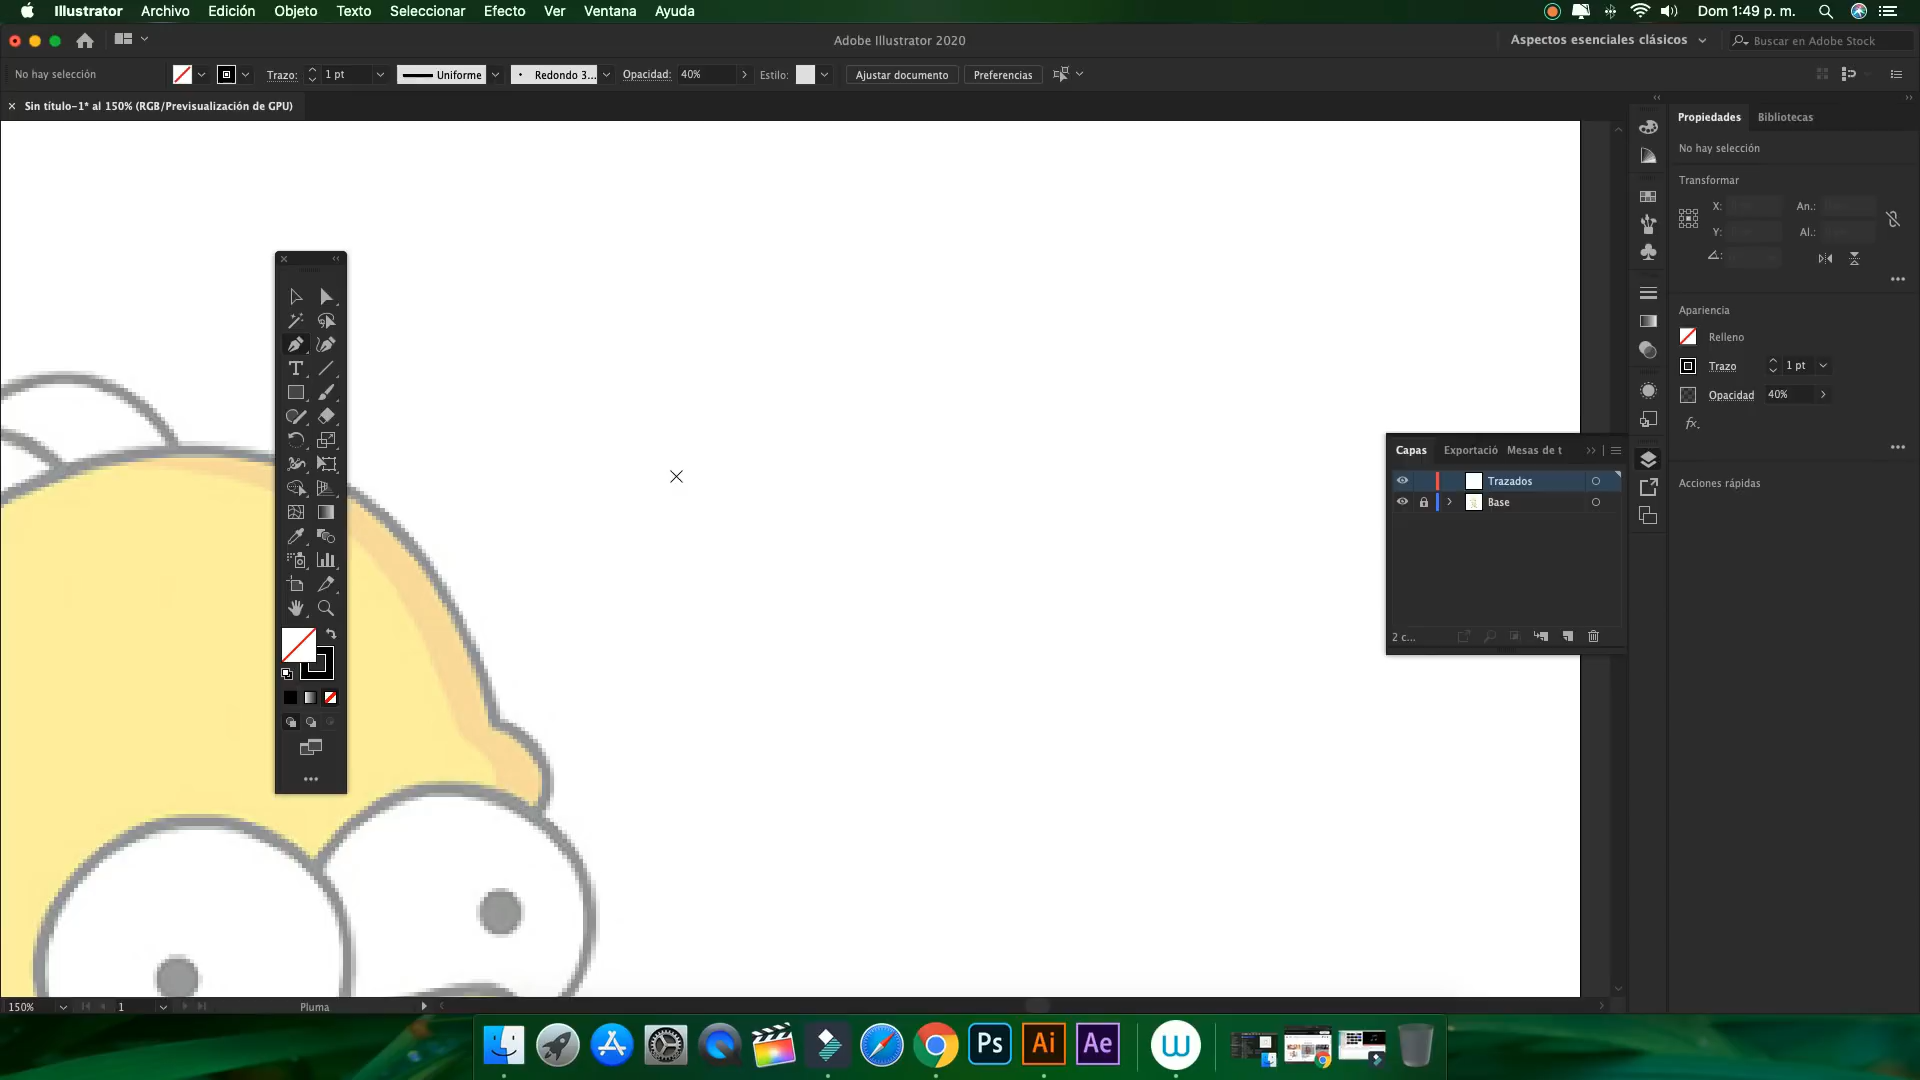 Illustrator Archivo Edición Objeto Texto Seleccionar Efecto Ver Ventana Ayuda Dom 1:49 p. m.
Adobe Illustrator 2020 Aspectos esenciales clásicos Buscar en Adobe Stock
No hay selección Trazo: 1 pt Uniforme Redondo 3... Opacidad: 40% Estilo: Ajustar documento Preferencias
Sin título-1* al 150% (RGB/Previsualización de GPU)
Propiedades Bibliotecas
No hay selección
Transformar
X: An.:
Y: Al.:
Apariencia
Relleno
Trazo 1 pt
Opacidad 40%
fx.
Acciones rápidas
Capas Exportació Mesas de t
Trazados
Base
2 c...
150% 1 Pluma
Ps Ai Ae